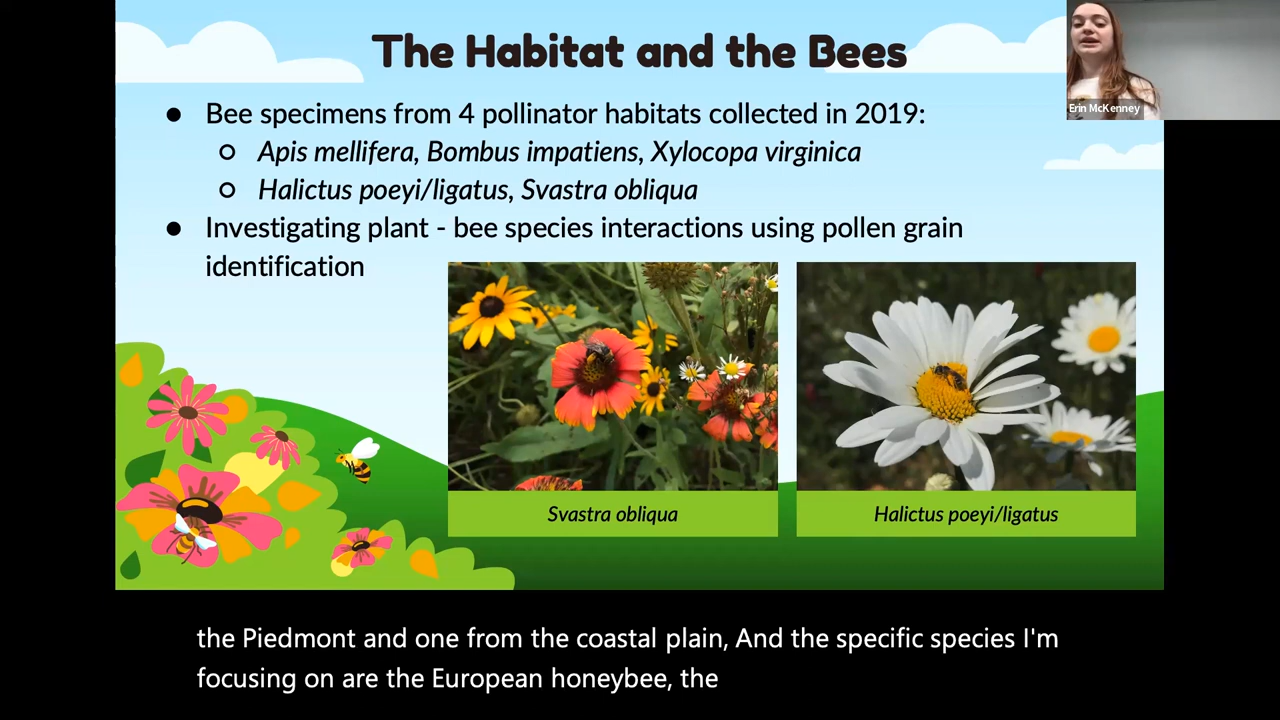 The Habitat and the Bees
Erin McKenney
● Bee specimens from 4 pollinator habitats collected in 2019:
○ Apis mellifera, Bombus impatiens, Xylocopa virginica
○ Halictus poeyi/ligatus, Svastra obliqua
● Investigating plant - bee species interactions using pollen grain
identification
Svastra obliqua
Halictus poeyi/ligatus
the Piedmont and one from the coastal plain, And the specific species I'm
focusing on are the European honeybee, the